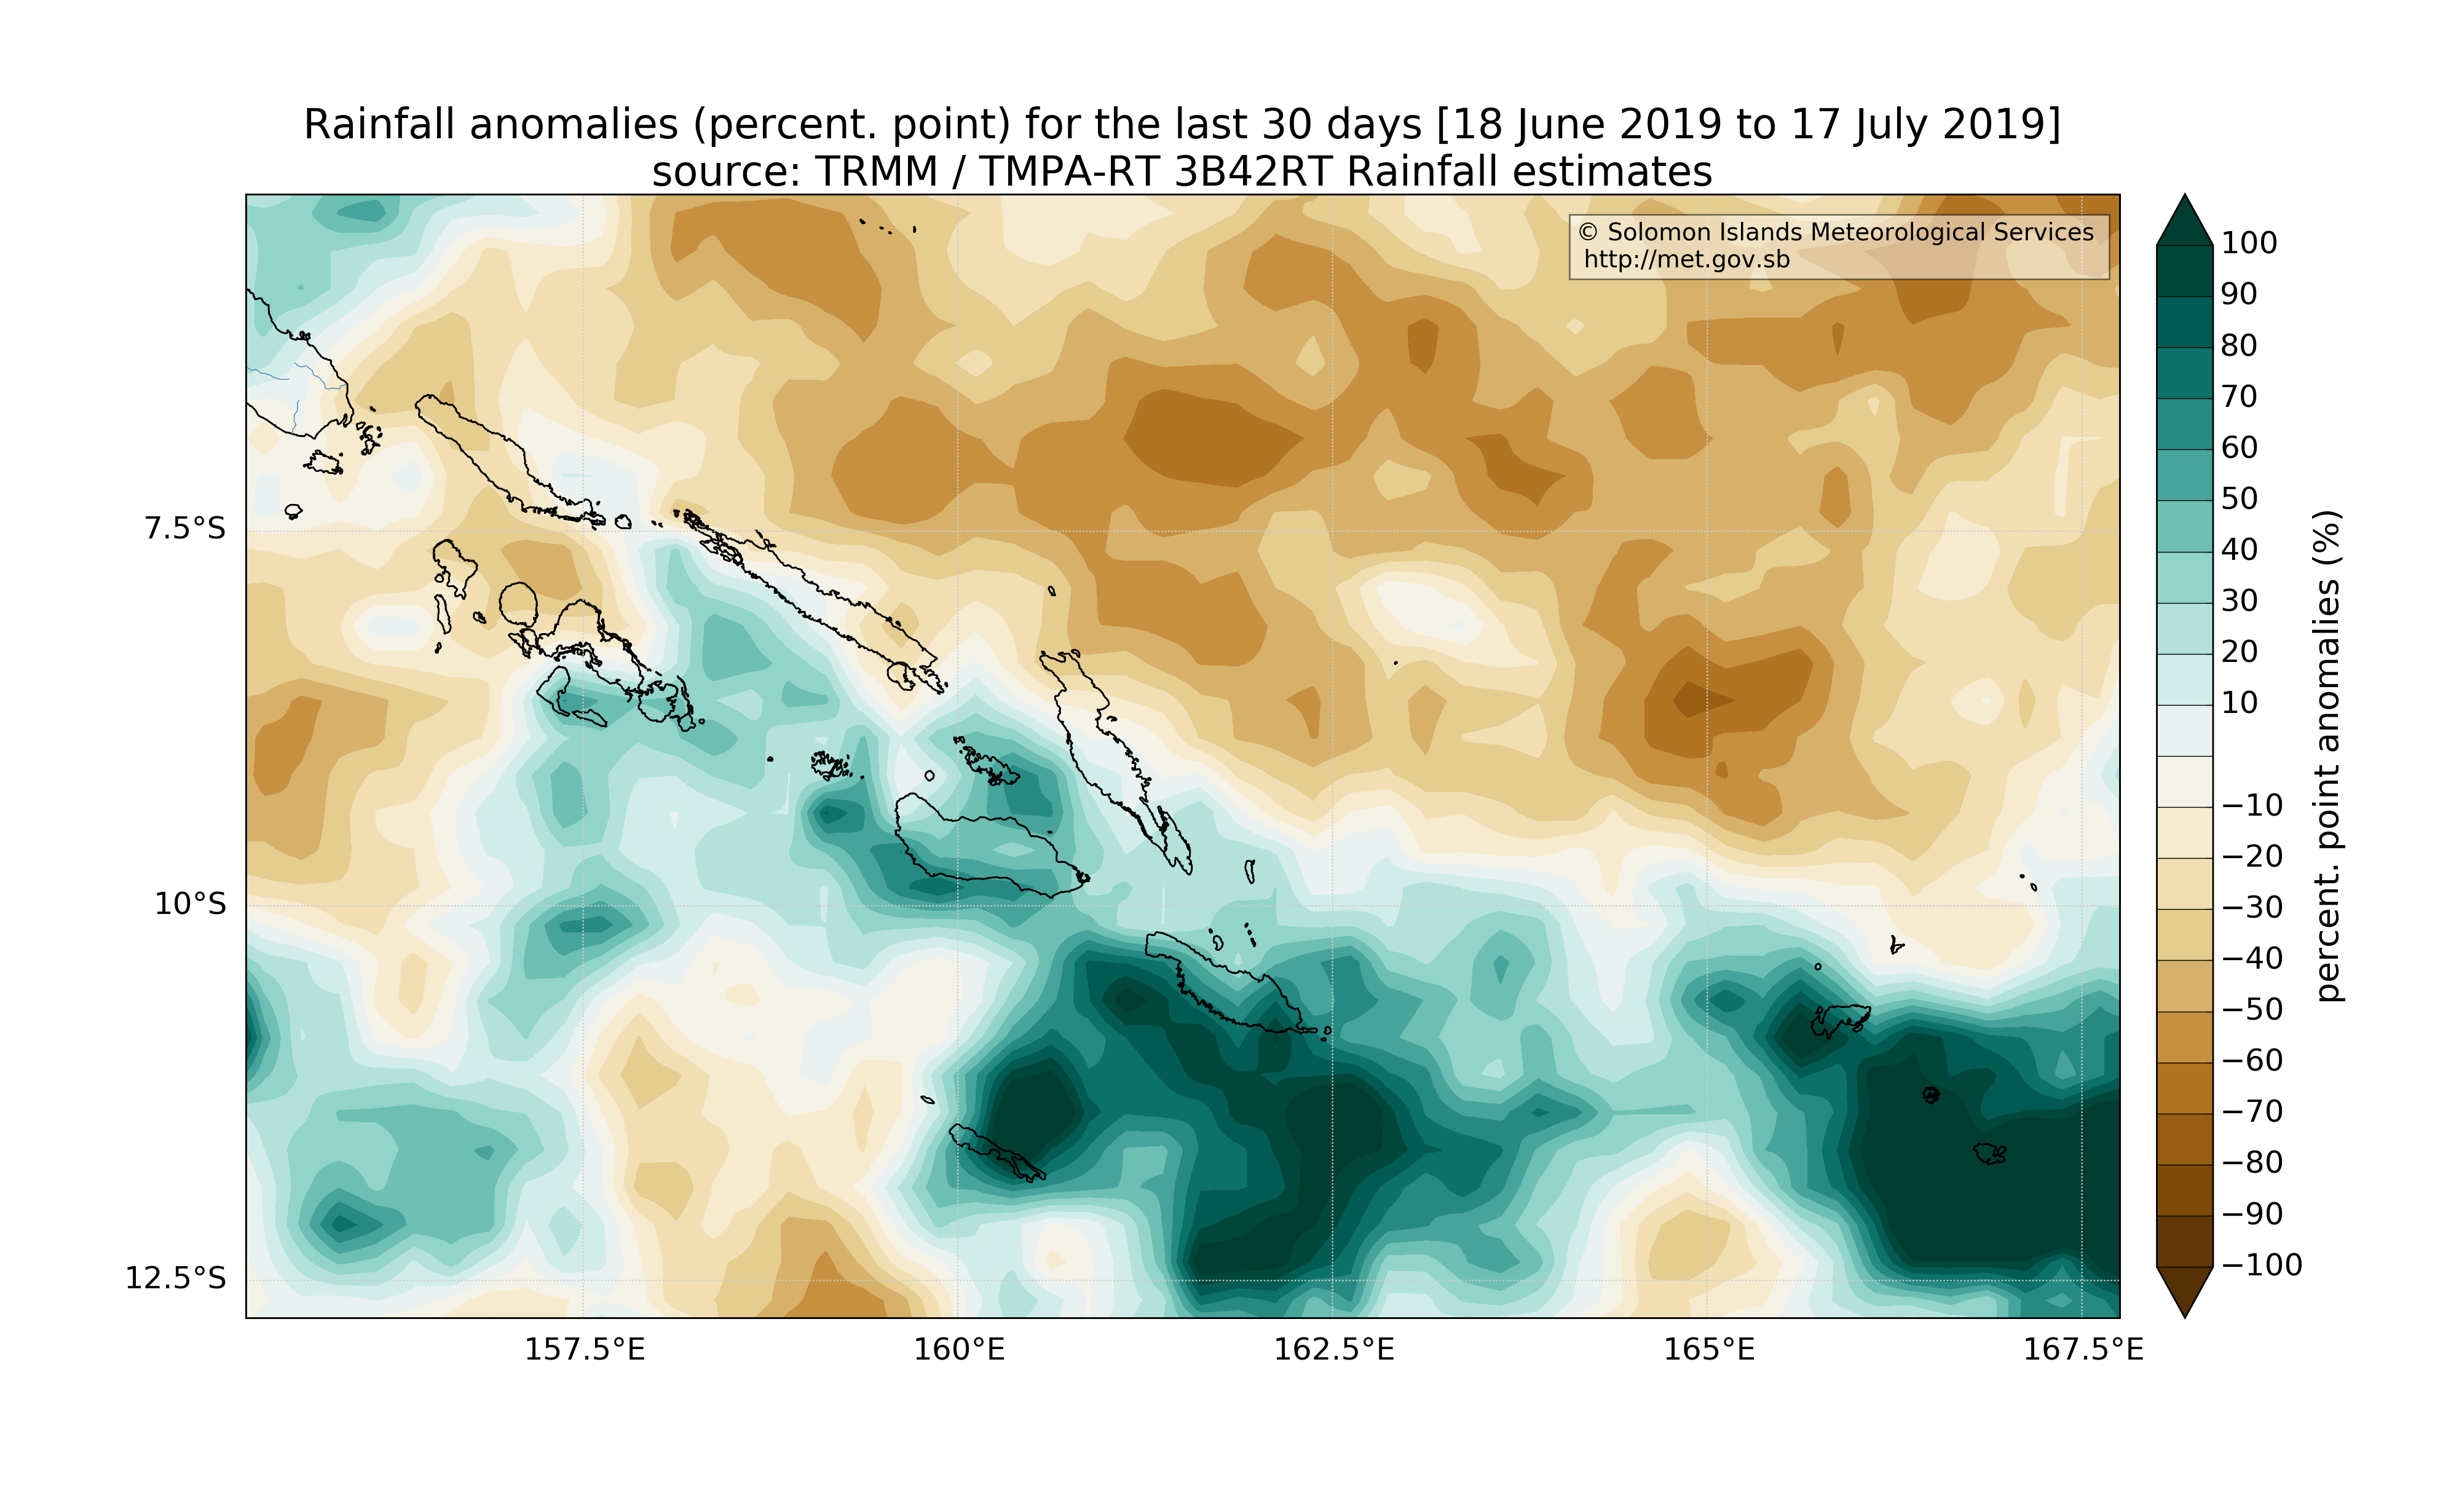 Rainfall anomalies (percent. point) for the last 30 days [18 June 2019 to 17 July 2019]
source: TRMM / TMPA-RT 3B42RT Rainfall estimates
© Solomon Islands Meteorological Services
http://met.gov.sb
7.5°S
10°S
12.5°S
157.5°E
160°E
162.5°E
165°E
167.5°E
100
90
80
70
60
50
40
30
20
10
−10
−20
−30
−40
−50
−60
−70
−80
−90
−100
percent. point anomalies (%)